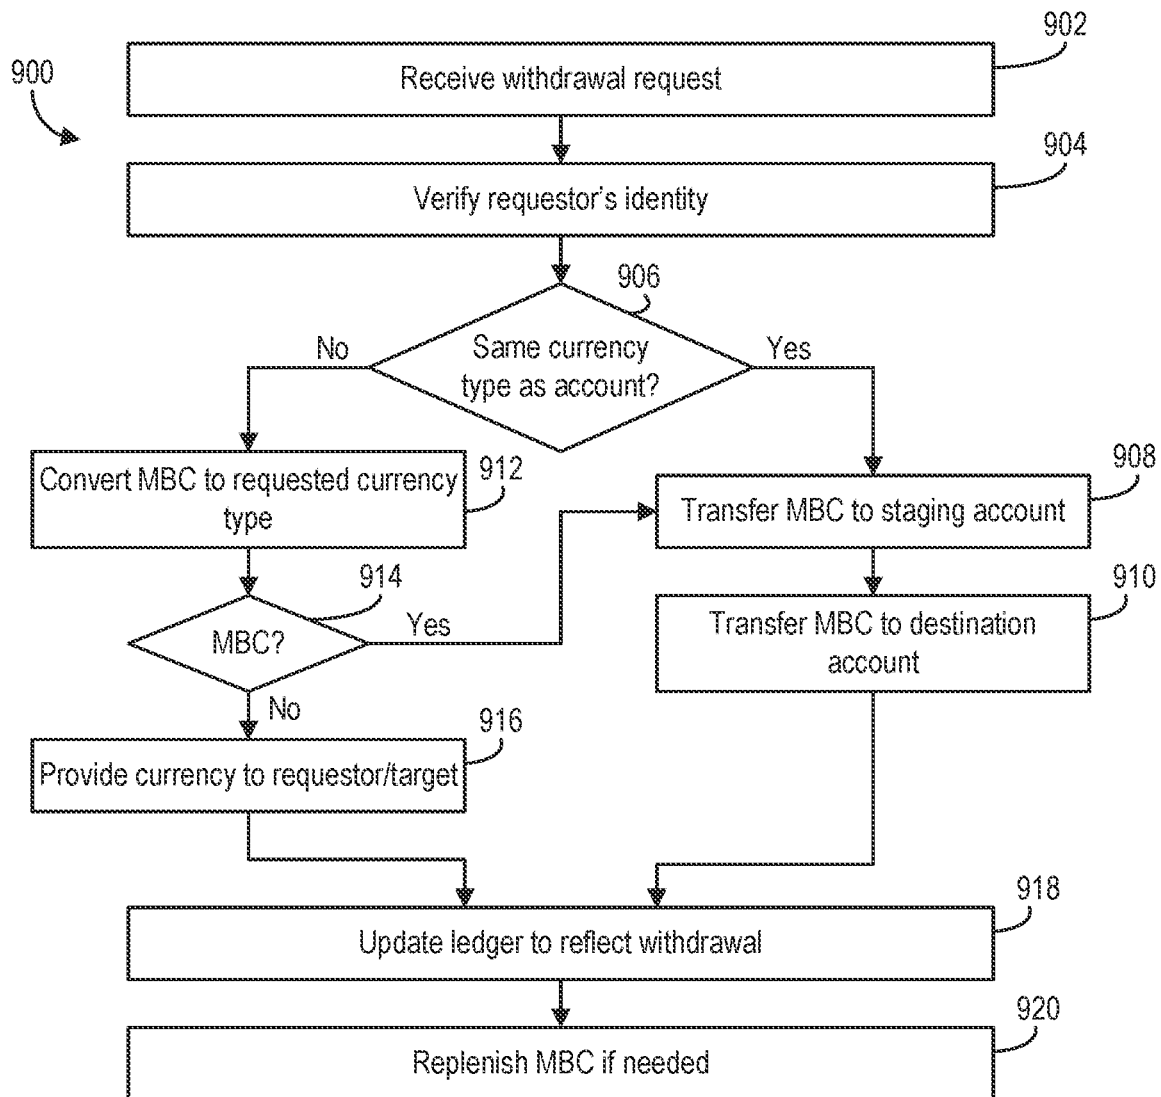 902
900
Receive withdrawal request
904
Verify requestor's identity
906
No
Same currency
type as account?
Yes
912
Convert MBC to requested currency
type
908
Transfer MBC to staging account
914
MBC?
Yes
910
Transfer MBC to destination
account
No
916
Provide currency to requestor/target
918
Update ledger to reflect withdrawal
920
Replenish MBC if needed